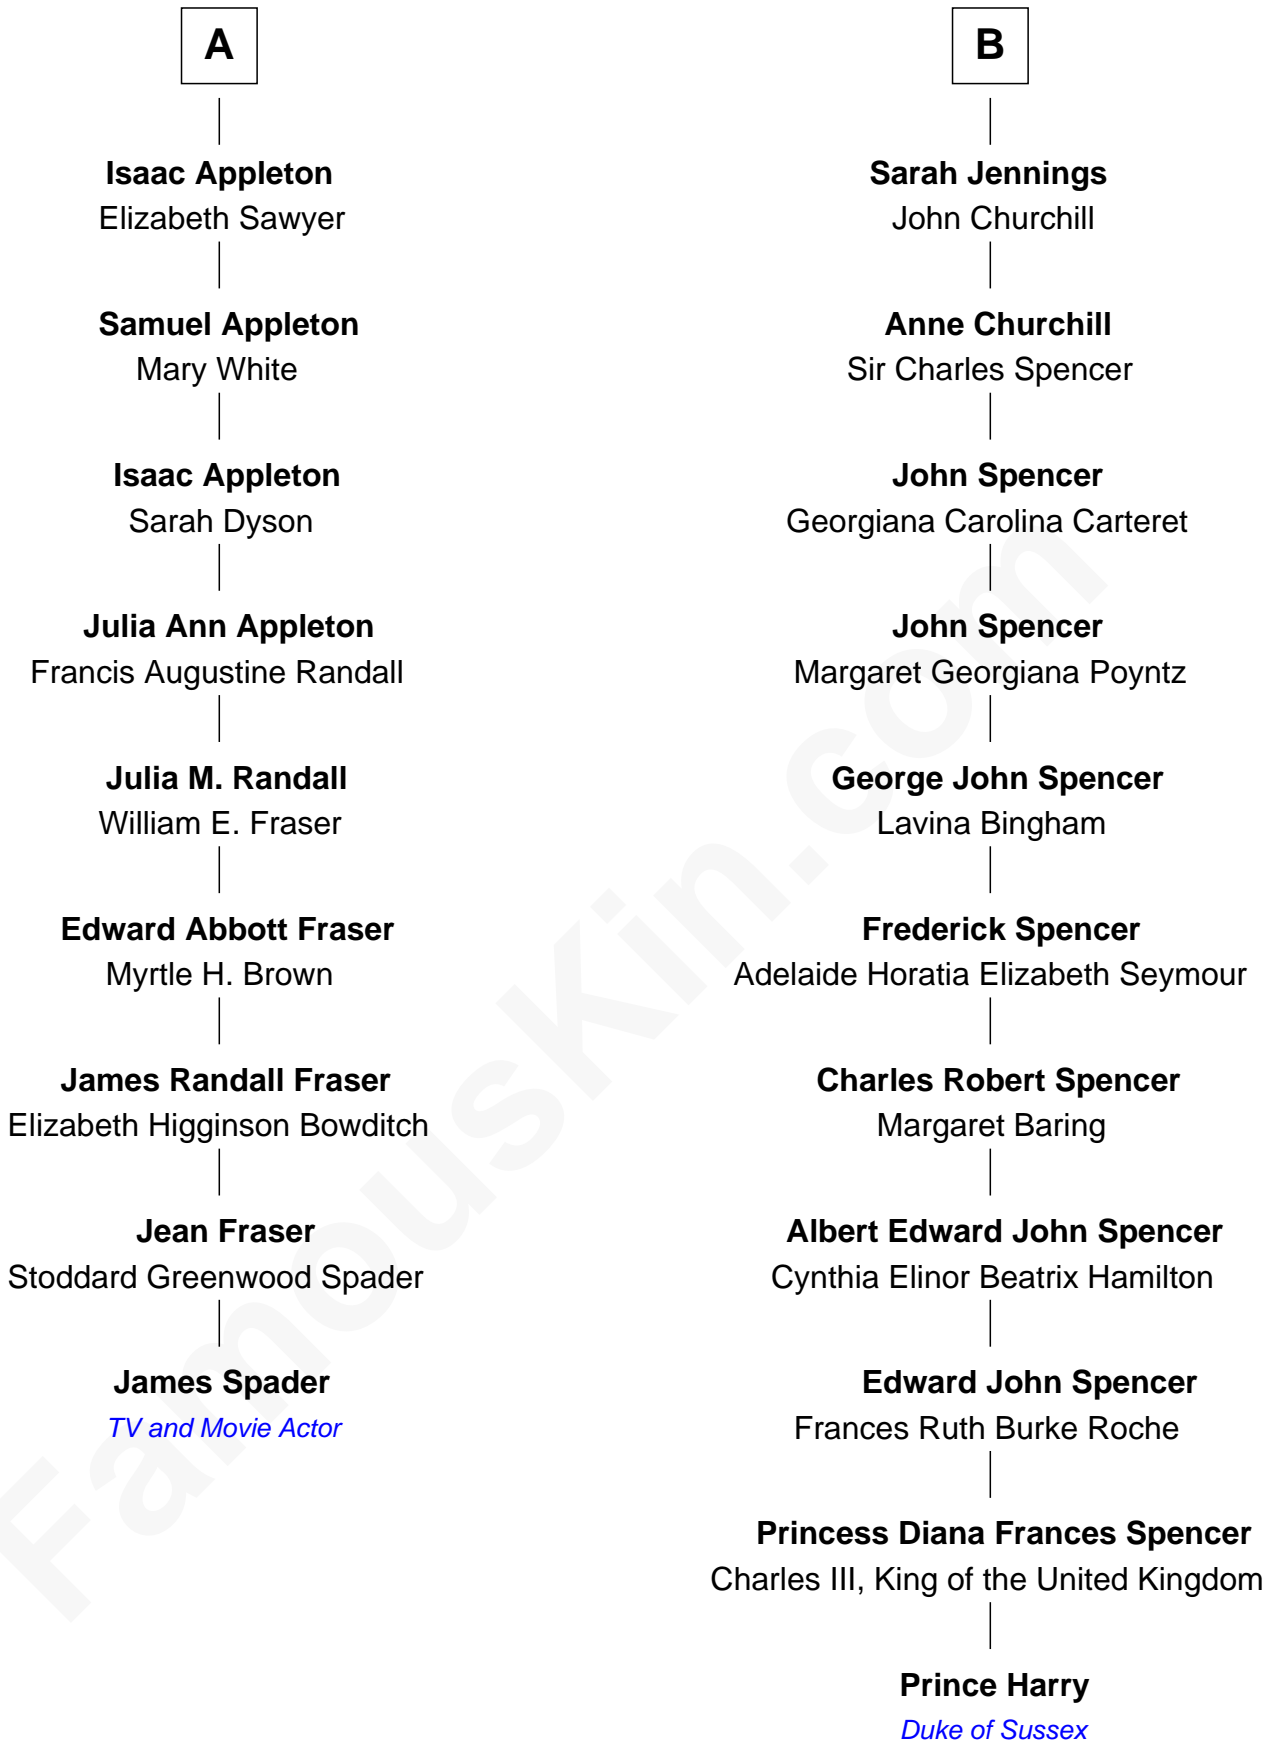 A
Isaac Appleton
Elizabeth Sawyer
Samuel Appleton
Mary White
Isaac Appleton
Sarah Dyson
Julia Ann Appleton
Francis Augustine Randall
Julia M. Randall
William E. Fraser
Edward Abbott Fraser
Myrtle H. Brown
James Randall Fraser
Elizabeth Higginson Bowditch
Jean Fraser
Stoddard Greenwood Spader
James Spader
TV and Movie Actor
B
Sarah Jennings
John Churchill
Anne Churchill
Sir Charles Spencer
John Spencer
Georgiana Carolina Carteret
John Spencer
Margaret Georgiana Poyntz
George John Spencer
Lavina Bingham
Frederick Spencer
Adelaide Horatia Elizabeth Seymour
Charles Robert Spencer
Margaret Baring
Albert Edward John Spencer
Cynthia Elinor Beatrix Hamilton
Edward John Spencer
Frances Ruth Burke Roche
Princess Diana Frances Spencer
Charles III, King of the United Kingdom
Prince Harry
Duke of Sussex
FamousKin.com